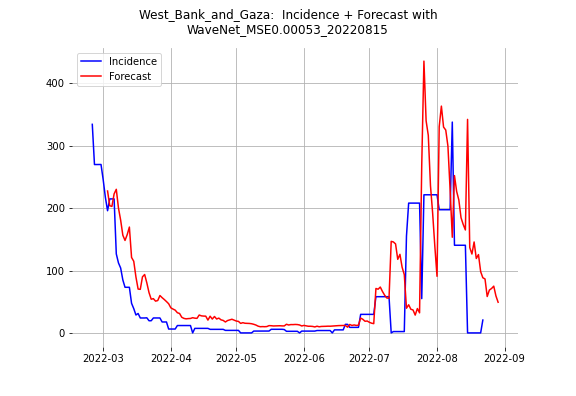 West_Bank_and_Gaza:  Incidence + Forecast with
WaveNet_MSE0.00053_20220815
Incidence
Forecast
400
300
200
100
0
2022-03 2022-04 2022-05 2022-06 2022-07 2022-08 2022-09